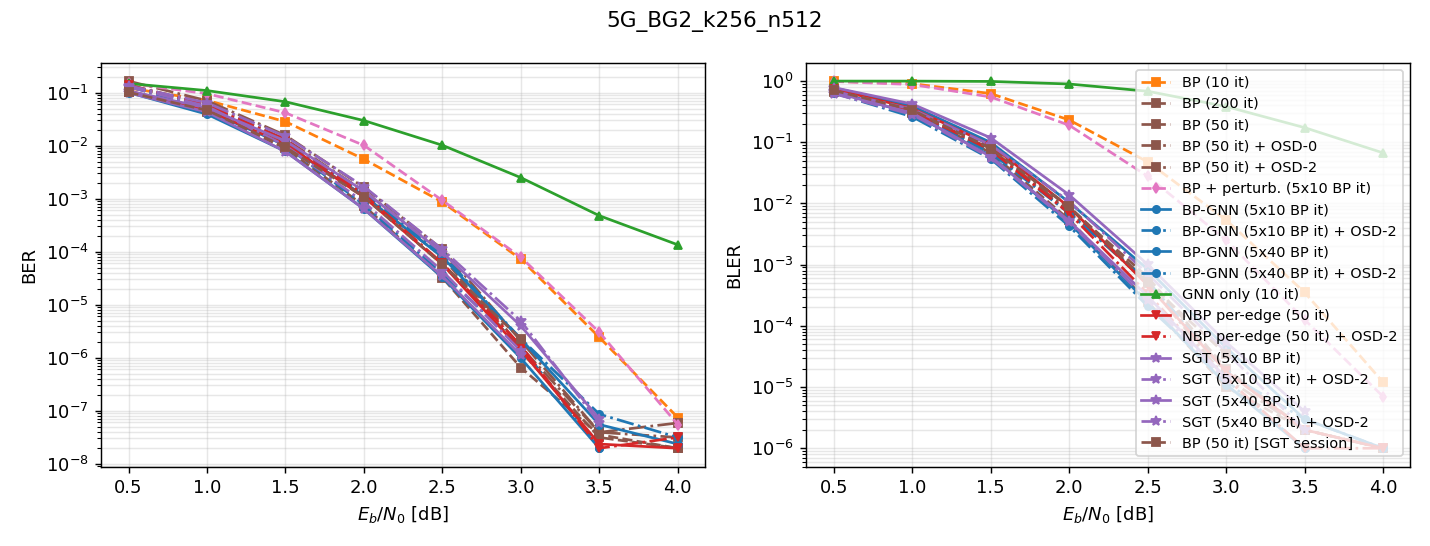 5G_BG2_k256_n512
10⁻¹
10⁻²
10⁻³
10⁻⁴
10⁻⁵
10⁻⁶
10⁻⁷
10⁻⁸
BER
0.5 1.0 1.5 2.0 2.5 3.0 3.5 4.0
E_b/N_0 [dB]
10⁰
10⁻¹
10⁻²
10⁻³
10⁻⁴
10⁻⁵
10⁻⁶
BLER
BP (10 it)
BP (200 it)
BP (50 it)
BP (50 it) + OSD-0
BP (50 it) + OSD-2
BP + perturb. (5x10 BP it)
BP-GNN (5x10 BP it)
BP-GNN (5x10 BP it) + OSD-2
BP-GNN (5x40 BP it)
BP-GNN (5x40 BP it) + OSD-2
GNN only (10 it)
NBP per-edge (50 it)
NBP per-edge (50 it) + OSD-2
SGT (5x10 BP it)
SGT (5x10 BP it) + OSD-2
SGT (5x40 BP it)
SGT (5x40 BP it) + OSD-2
BP (50 it) [SGT session]
0.5 1.0 1.5 2.0 2.5 3.0 3.5 4.0
E_b/N_0 [dB]